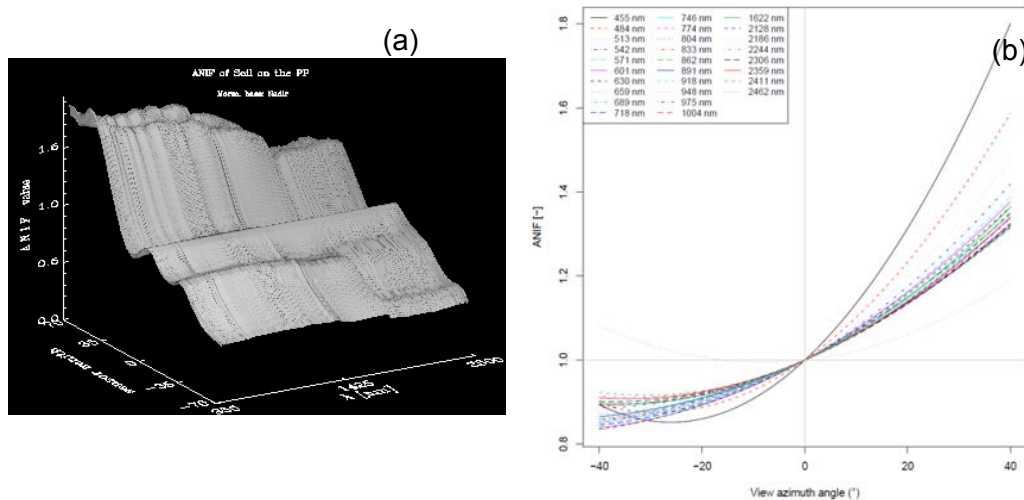 (a)
ANIF of Soil on the PP
Norm. base: Nadir
ANIF value
1.6
1.0
0.6
0.0
70
35
0
-35
-70
350
1425
λ [nm]
(b)
455 nm 746 nm 1622 nm
484 nm 774 nm 2128 nm
513 nm 804 nm 2186 nm
542 nm 833 nm 2244 nm
571 nm 862 nm 2306 nm
601 nm 891 nm 2359 nm
630 nm 918 nm 2411 nm
659 nm 948 nm 2462 nm
689 nm 975 nm
718 nm 1004 nm
ANIF [-]
1.8
1.6
1.4
1.2
1.0
0.8
−40 −20 0 20 40
View azimuth angle (°)